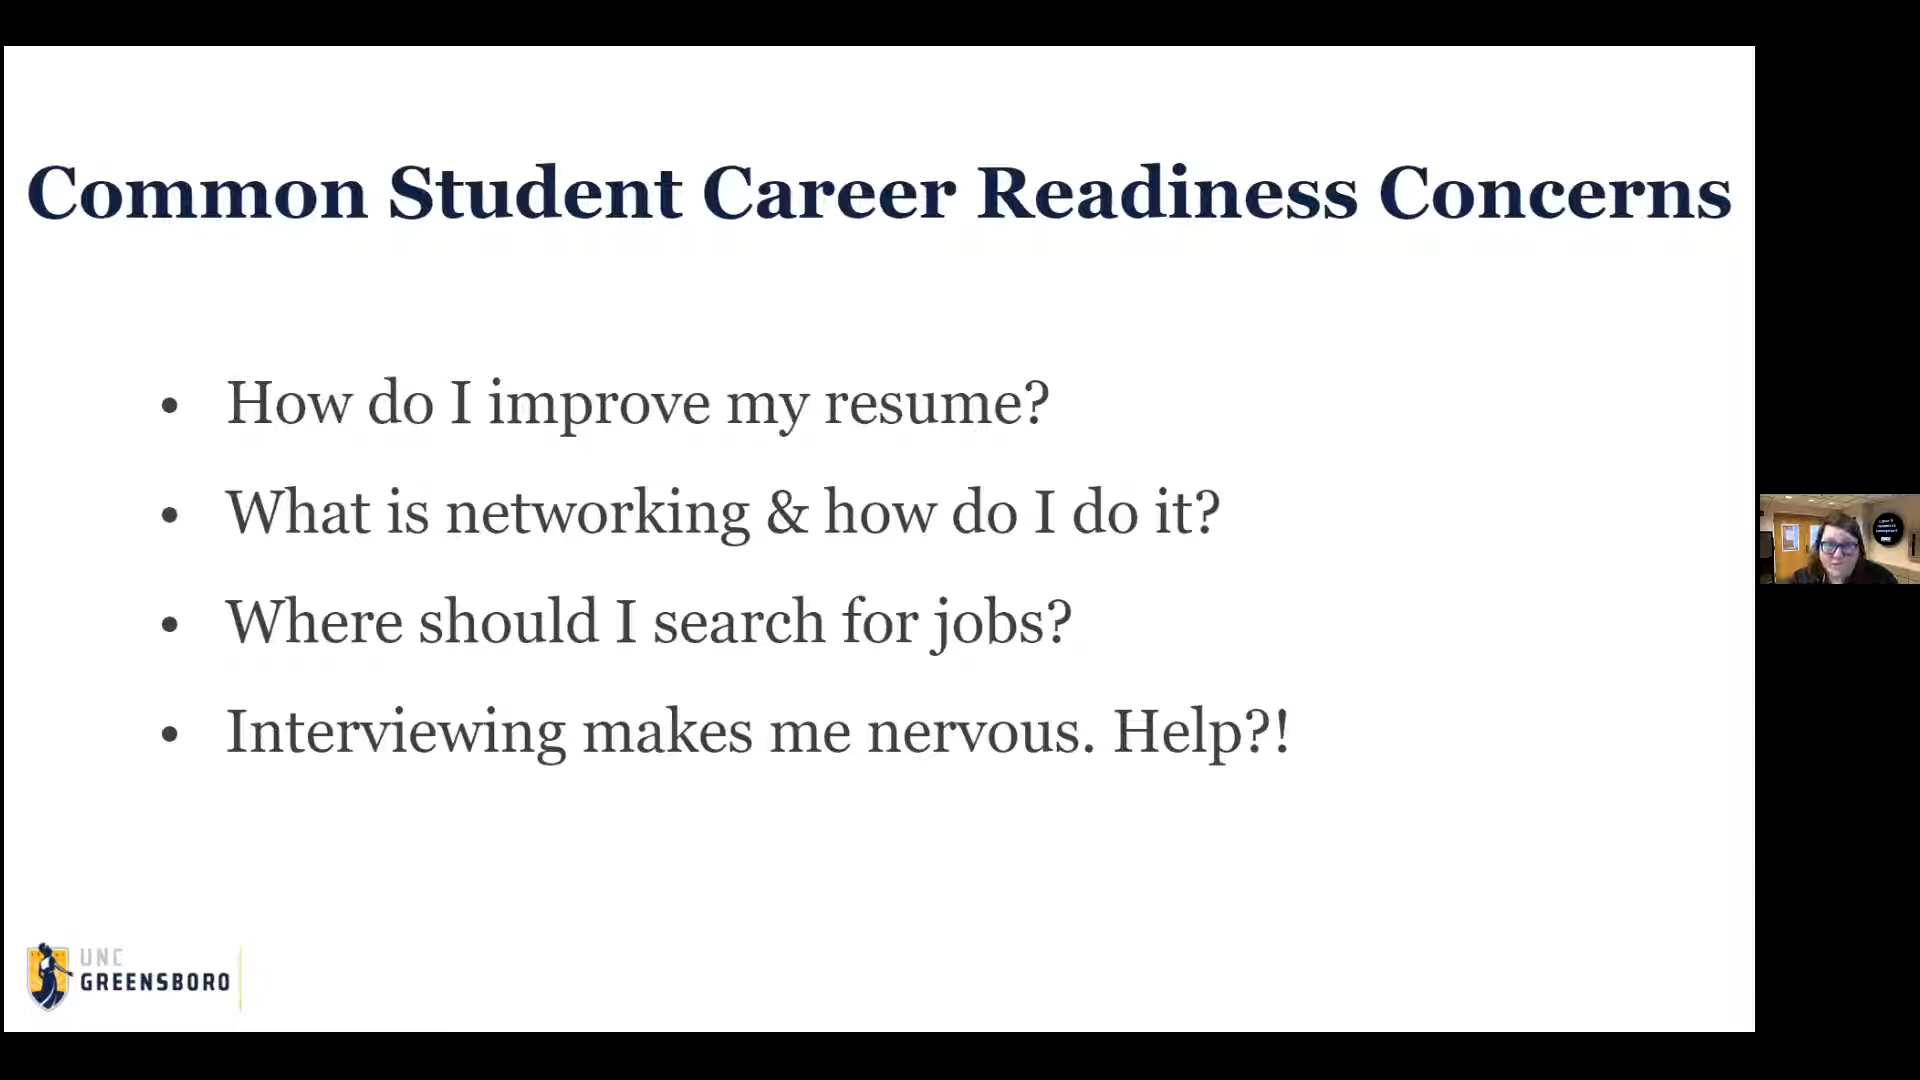 Common Student Career Readiness Concerns
• How do I improve my resume?
• What is networking & how do I do it?
• Where should I search for jobs?
• Interviewing makes me nervous. Help?!
UNC
GREENSBORO